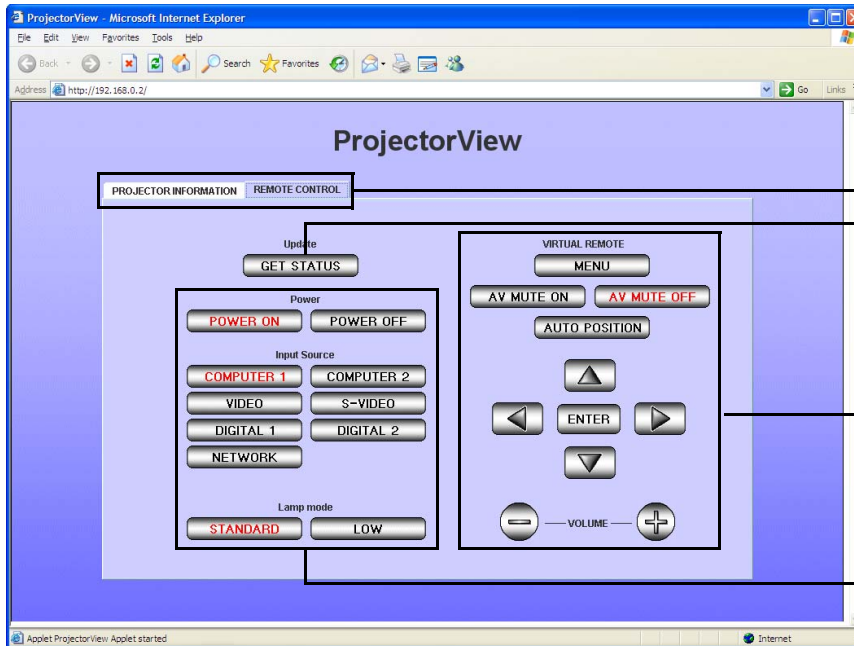 ProjectorView - Microsoft Internet Explorer
File Edit View Favorites Tools Help
Back Search Favorites
Address http://192.168.0.2/ Go Links
ProjectorView
PROJECTOR INFORMATION REMOTE CONTROL
Update
GET STATUS
Power
POWER ON POWER OFF
Input Source
COMPUTER 1 COMPUTER 2
VIDEO S-VIDEO
DIGITAL 1 DIGITAL 2
NETWORK
Lamp mode
STANDARD LOW
VIRTUAL REMOTE
MENU
AV MUTE ON AV MUTE OFF
AUTO POSITION
ENTER
VOLUME
Applet ProjectorView Applet started Internet